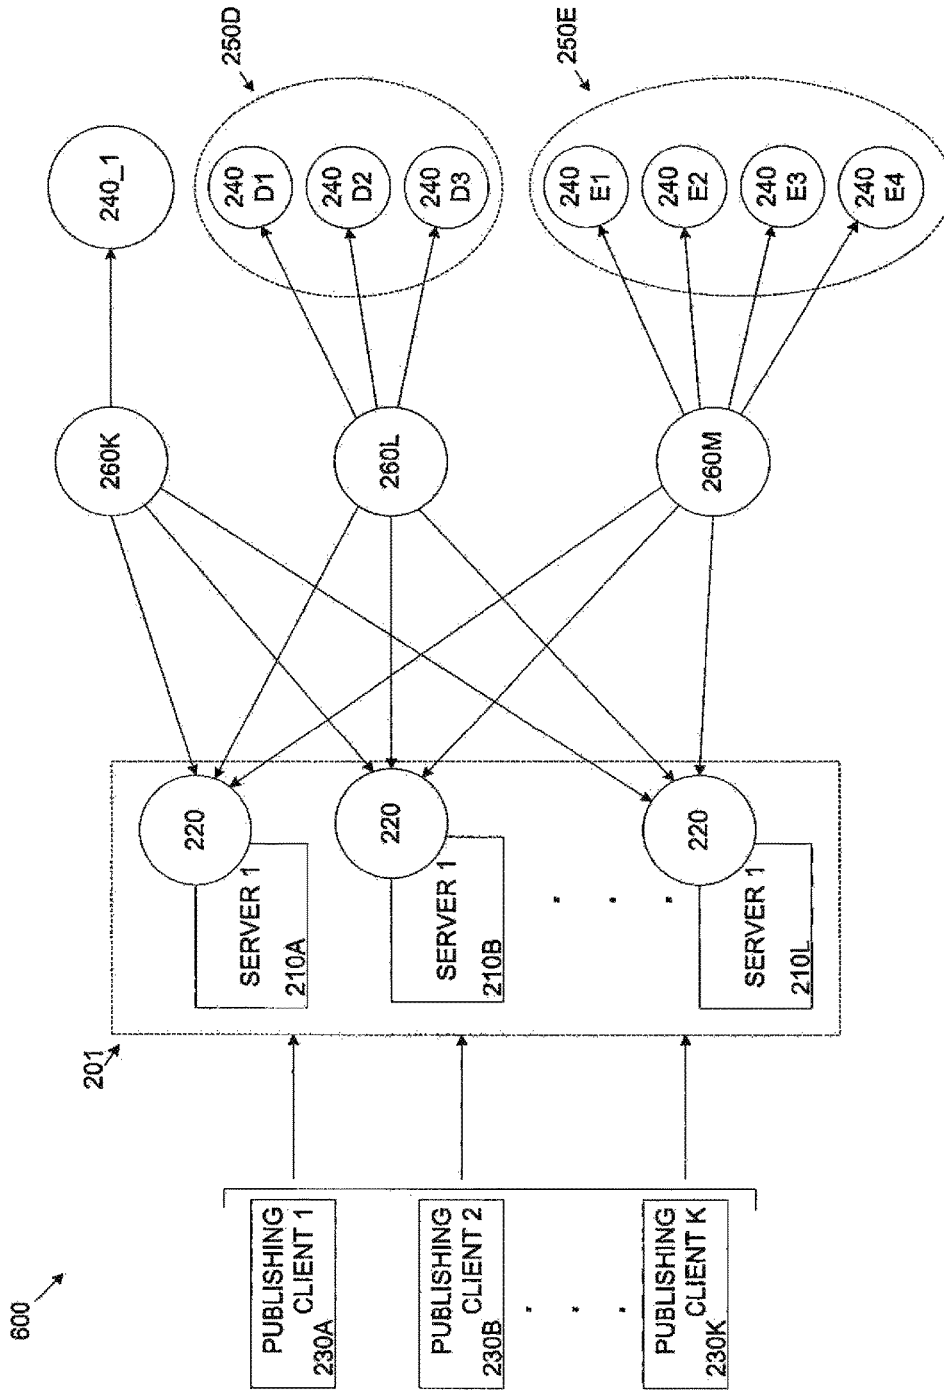 600
PUBLISHING
CLIENT 1
230A
PUBLISHING
CLIENT 2
230B
PUBLISHING
CLIENT K
230K
201
SERVER 1
210A
220
SERVER 1
210B
220
SERVER 1
210L
220
260K
260L
260M
240_1
250D
240
D1
240
D2
240
D3
250E
240
E1
240
E2
240
E3
240
E4